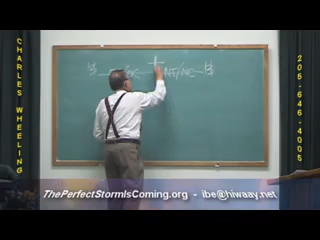 CHARLES WHEELING
205-646-4005
ThePerfectStormIsComing.org - ibe@hiwaay.net